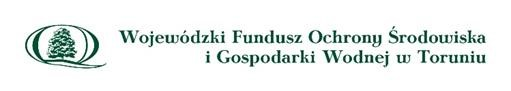 Wojewódzki Fundusz Ochrony Środowiska
i Gospodarki Wodnej w Toruniu